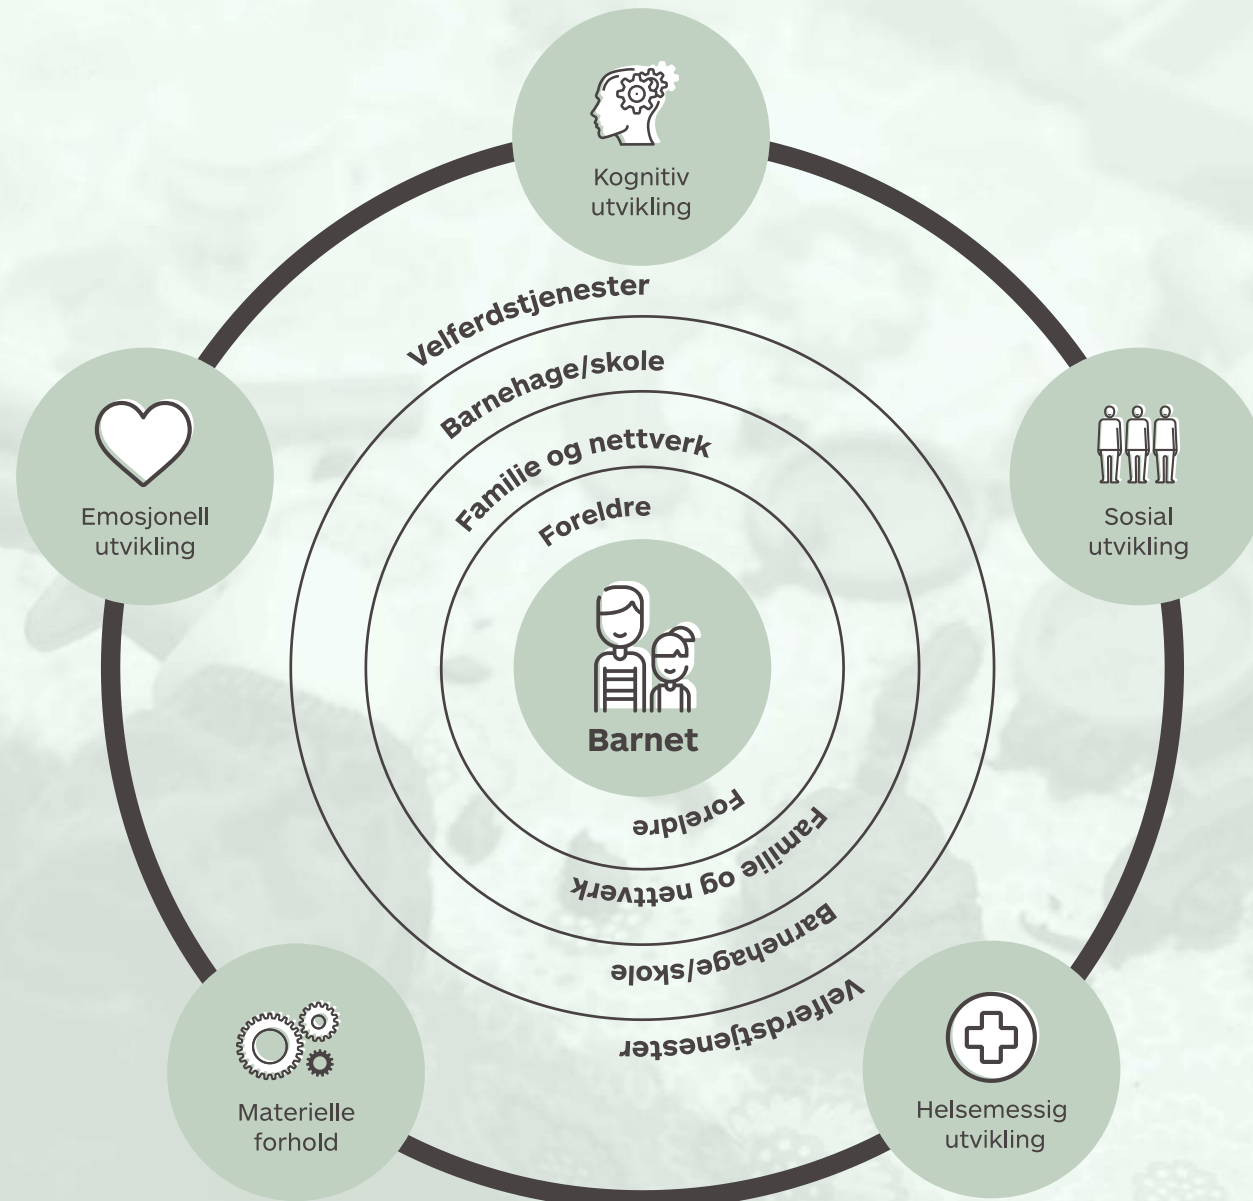 Kognitiv
utvikling
Velferdstjenester
Barnehage/skole
Familie og nettverk
Foreldre
Emosjonell
utvikling
Sosial
utvikling
Barnet
Foreldre
Familie og nettverk
Barnehage/skole
Velferdstjenester
Materielle
forhold
Helsemessig
utvikling